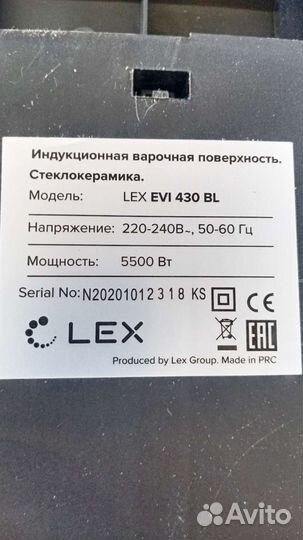 Индукционная варочная поверхность.
Стеклокерамика.
Модель: LEX EVI 430 BL
Напряжение: 220-240В~, 50-60 Гц
Мощность: 5500 Вт
Serial No: N20201012318 KS
CE
EAC
LEX
Produced by Lex Group. Made in PRC
Avito